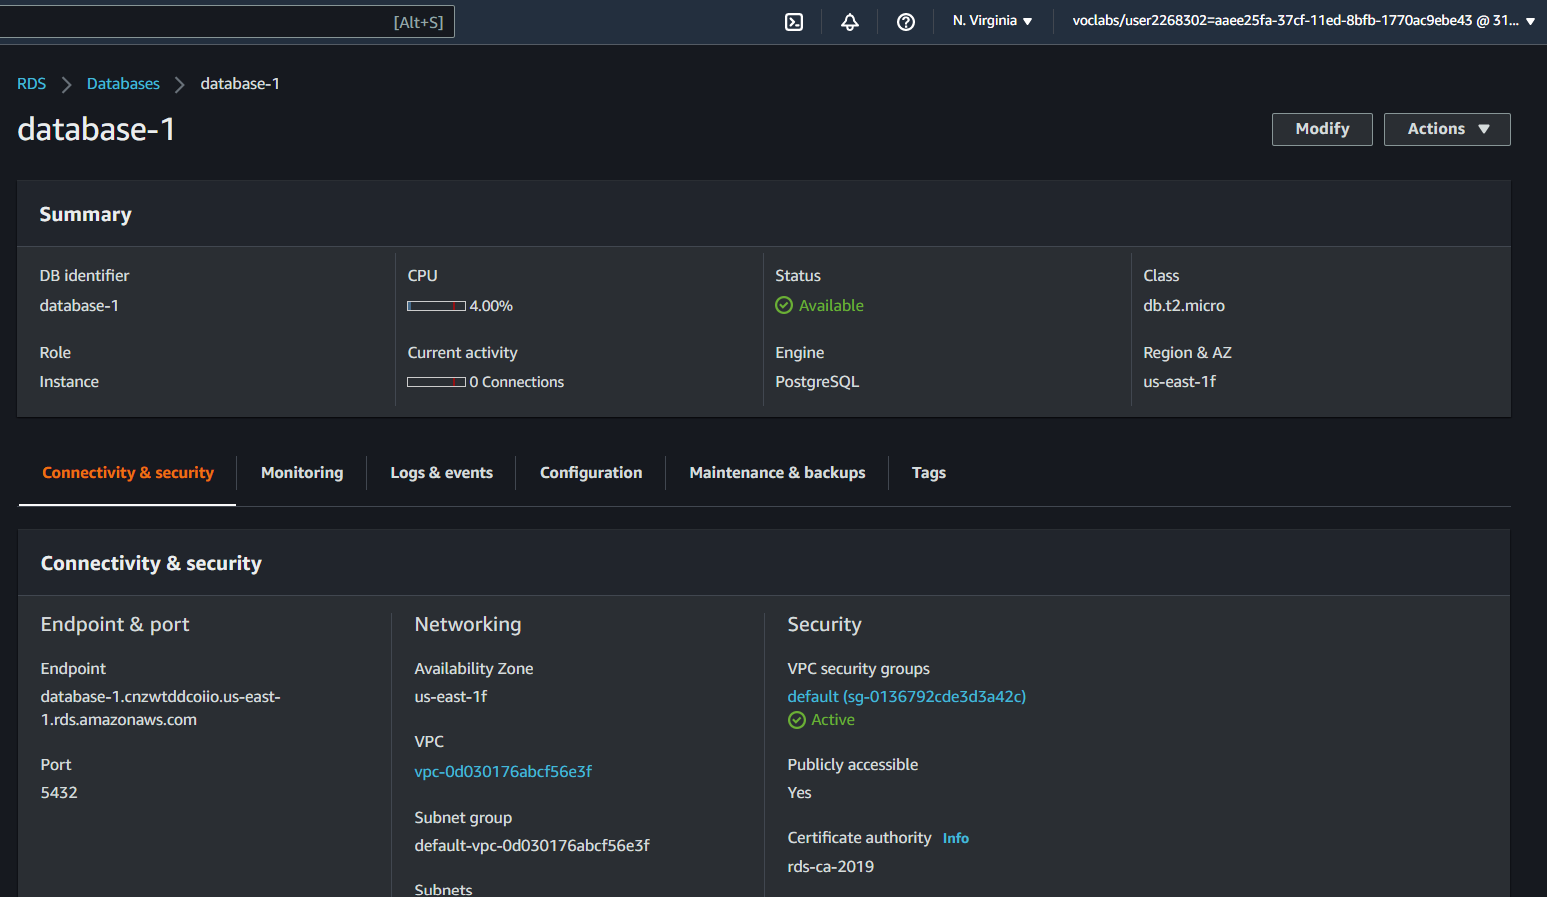 [Alt+S]
N. Virginia
voclabs/user2268302=aaee25fa-37cf-11ed-8bfb-1770ac9ebe43 @ 31...
RDS
Databases
database-1
database-1
Modify
Actions
Summary
DB identifier
database-1
CPU
4.00%
Status
Available
Class
db.t2.micro
Role
Instance
Current activity
0 Connections
Engine
PostgreSQL
Region & AZ
us-east-1f
Connectivity & security
Monitoring
Logs & events
Configuration
Maintenance & backups
Tags
Connectivity & security
Endpoint & port
Endpoint
database-1.cnzwtddcoiio.us-east-
1.rds.amazonaws.com
Port
5432
Networking
Availability Zone
us-east-1f
VPC
vpc-0d030176abcf56e3f
Subnet group
default-vpc-0d030176abcf56e3f
Subnets
Security
VPC security groups
default (sg-0136792cde3d3a42c)
Active
Publicly accessible
Yes
Certificate authority Info
rds-ca-2019